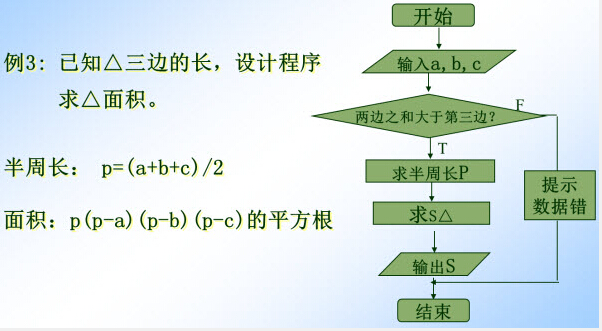 例3: 已知△三边的长，设计程序
求△面积。
半周长： p=(a+b+c)/2
面积：p(p-a)(p-b)(p-c)的平方根
开始
输入a,b,c
两边之和大于第三边?
F
T
求半周长P
提示
数据错
求S△
输出S
结束